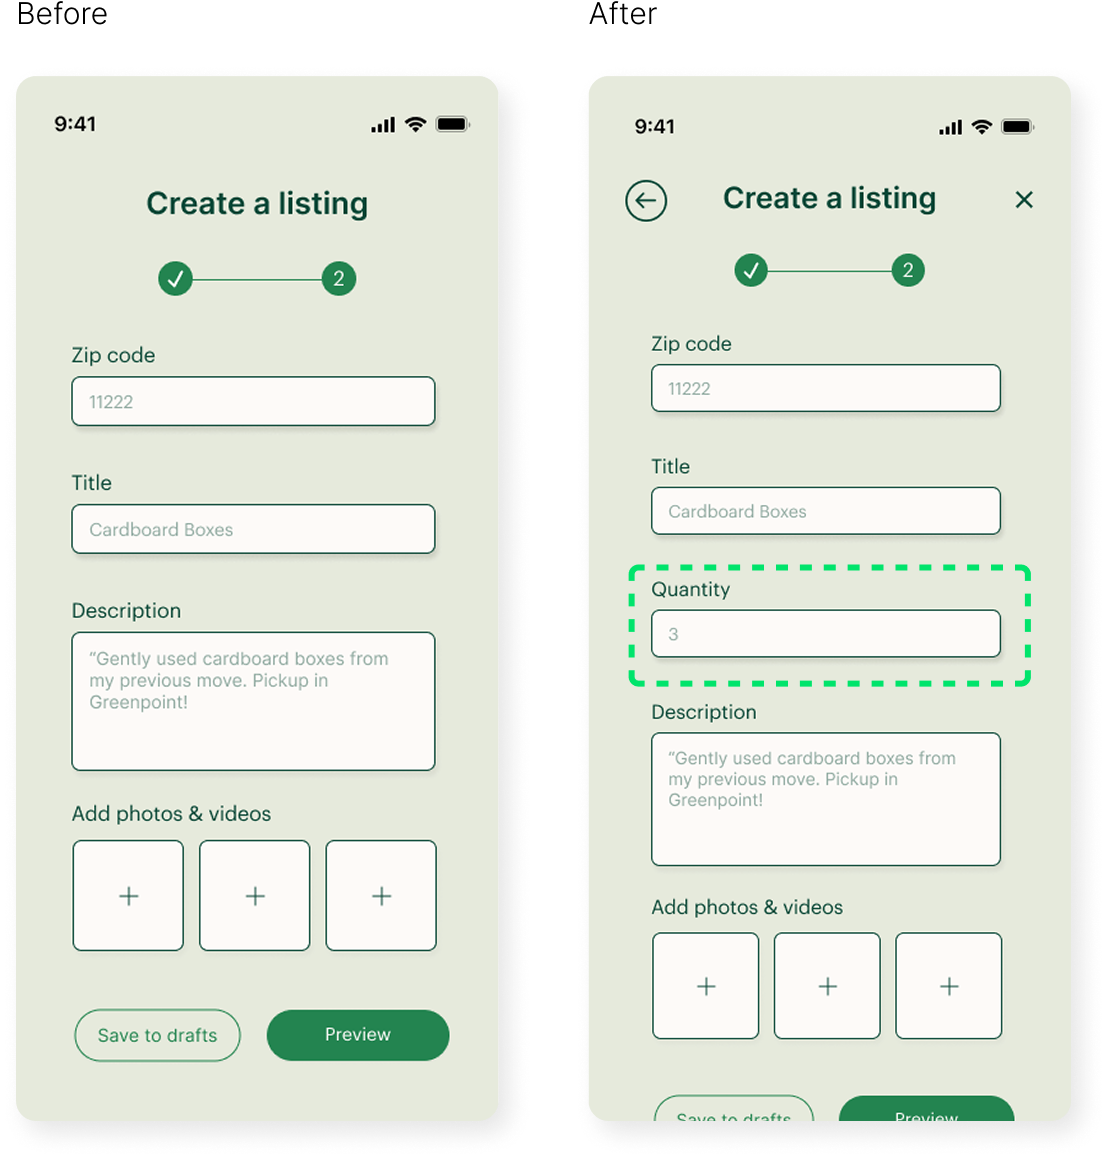 Before
9:41
Create a listing
2
Zip code
11222
Title
Cardboard Boxes
Description
“Gently used cardboard boxes from
my previous move. Pickup in
Greenpoint!
Add photos & videos
Save to drafts
Preview
After
9:41
Create a listing
2
Zip code
11222
Title
Cardboard Boxes
Quantity
3
Description
“Gently used cardboard boxes from
my previous move. Pickup in
Greenpoint!
Add photos & videos
Save to drafts
Preview